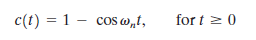 c(t) = 1 − cos ωₙt, for t ≥ 0